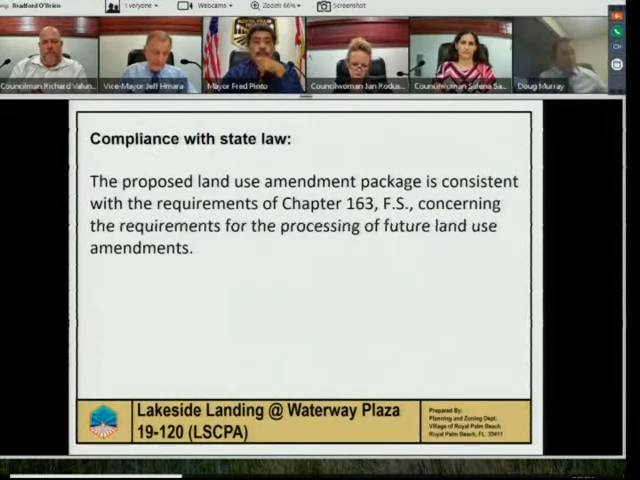 Bradford O'Brien
Everyone
Webcams
Zoom: 66%
Screenshot
Councilman Richard Valun...
Vice-Mayor Jeff Hmara
Mayor Fred Pinto
Councilwoman Jan Rodus...
Councilwoman Selena Sa...
Doug Murray
Compliance with state law:
The proposed land use amendment package is consistent
with the requirements of Chapter 163, F.S., concerning
the requirements for the processing of future land use
amendments.
Lakeside Landing @ Waterway Plaza
19-120 (LSCPA)
Prepared By:
Planning and Zoning Dept.
Village of Royal Palm Beach
Royal Palm Beach, FL 33411